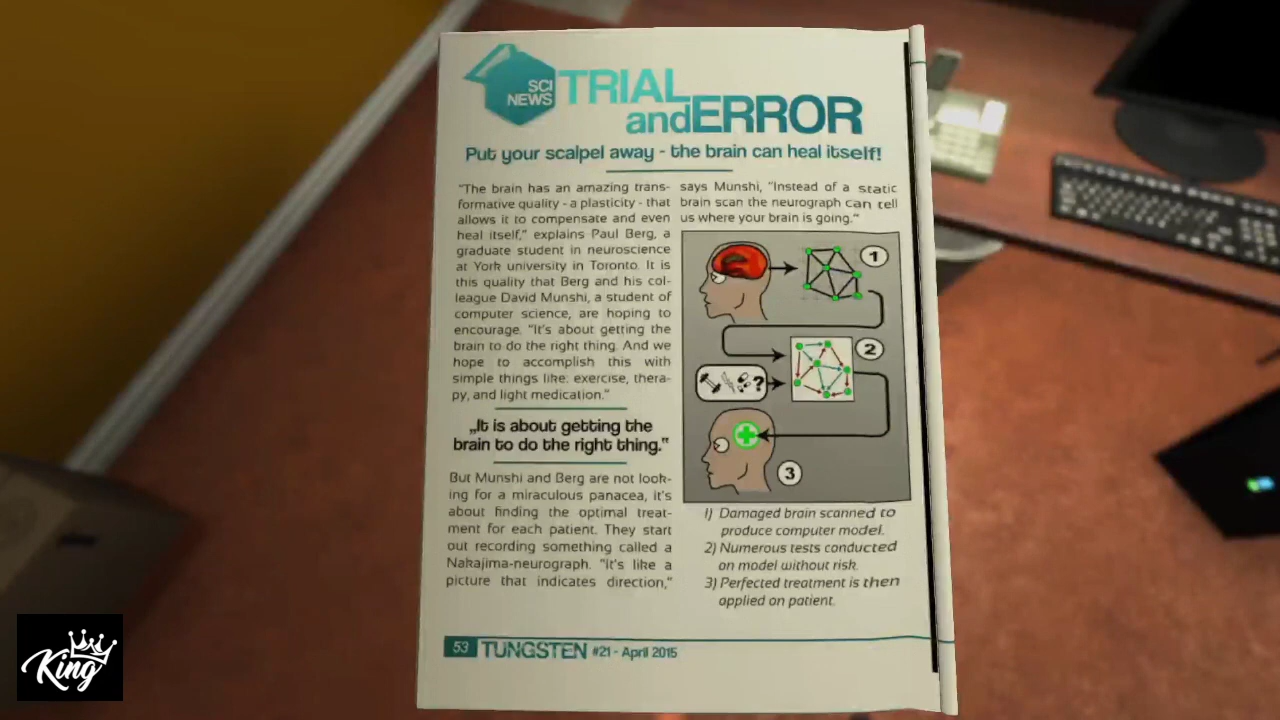 SCI
NEWS
TRIAL
andERROR
Put your scalpel away - the brain can heal itself!
"The brain has an amazing trans-
formative quality - a plasticity - that
allows it to compensate and even
heal itself," explains Paul Berg, a
graduate student in neuroscience
at York university in Toronto. It is
this quality that Berg and his col-
league David Munshi, a student of
computer science, are hoping to
encourage. "It's about getting the
brain to do the right thing. And we
hope to accomplish this with
simple things like: exercise, thera-
py, and light medication."
„It is about getting the
brain to do the right thing."
But Munshi and Berg are not look-
ing for a miraculous panacea, it's
about finding the optimal treat-
ment for each patient. They start
out recording something called a
Nakajima-neurograph. "It's like a
picture that indicates direction,"
says Munshi, "Instead of a static
brain scan the neurograph can tell
us where your brain is going."
1
2
?
3
1) Damaged brain scanned to
produce computer model.
2) Numerous tests conducted
on model without risk.
3) Perfected treatment is then
applied on patient.
53 TUNGSTEN #21 - April 2015
King